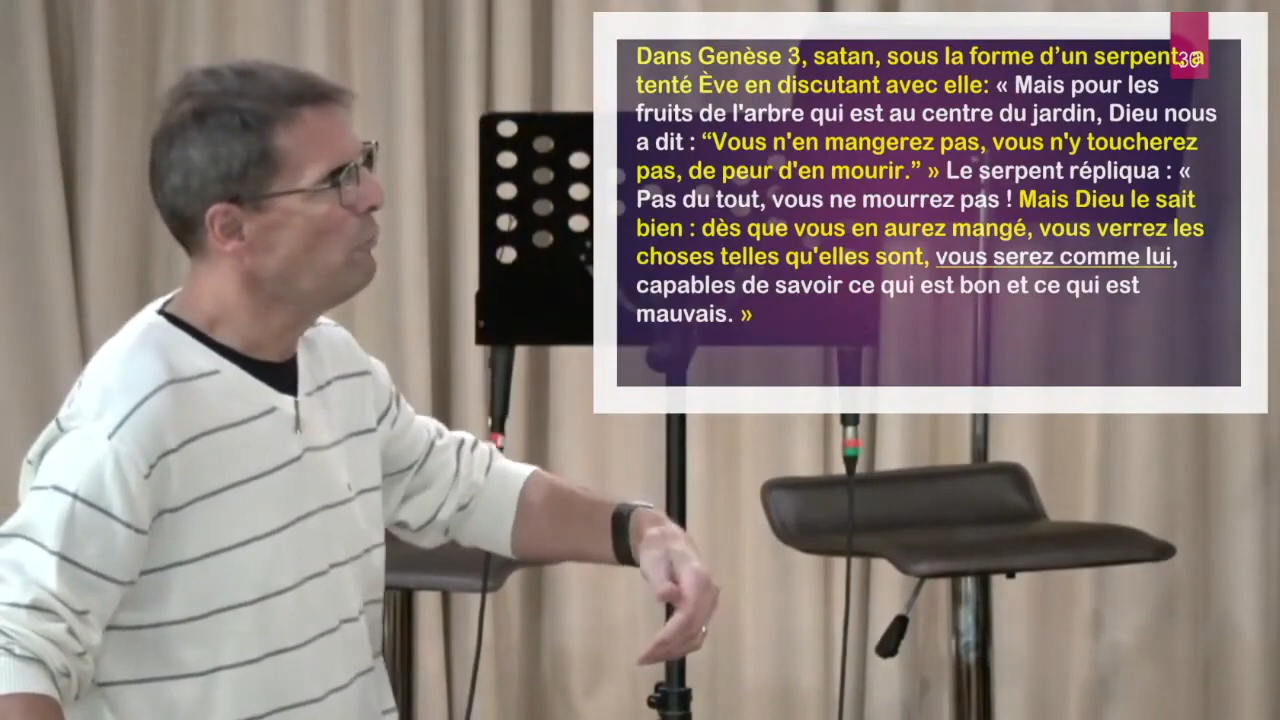 Dans Genèse 3, satan, sous la forme d’un serpent, a
tenté Ève en discutant avec elle: « Mais pour les
fruits de l'arbre qui est au centre du jardin, Dieu nous
a dit : “Vous n'en mangerez pas, vous n'y toucherez
pas, de peur d'en mourir.” » Le serpent répliqua : «
Pas du tout, vous ne mourrez pas ! Mais Dieu le sait
bien : dès que vous en aurez mangé, vous verrez les
choses telles qu'elles sont, vous serez comme lui,
capables de savoir ce qui est bon et ce qui est
mauvais. »
30